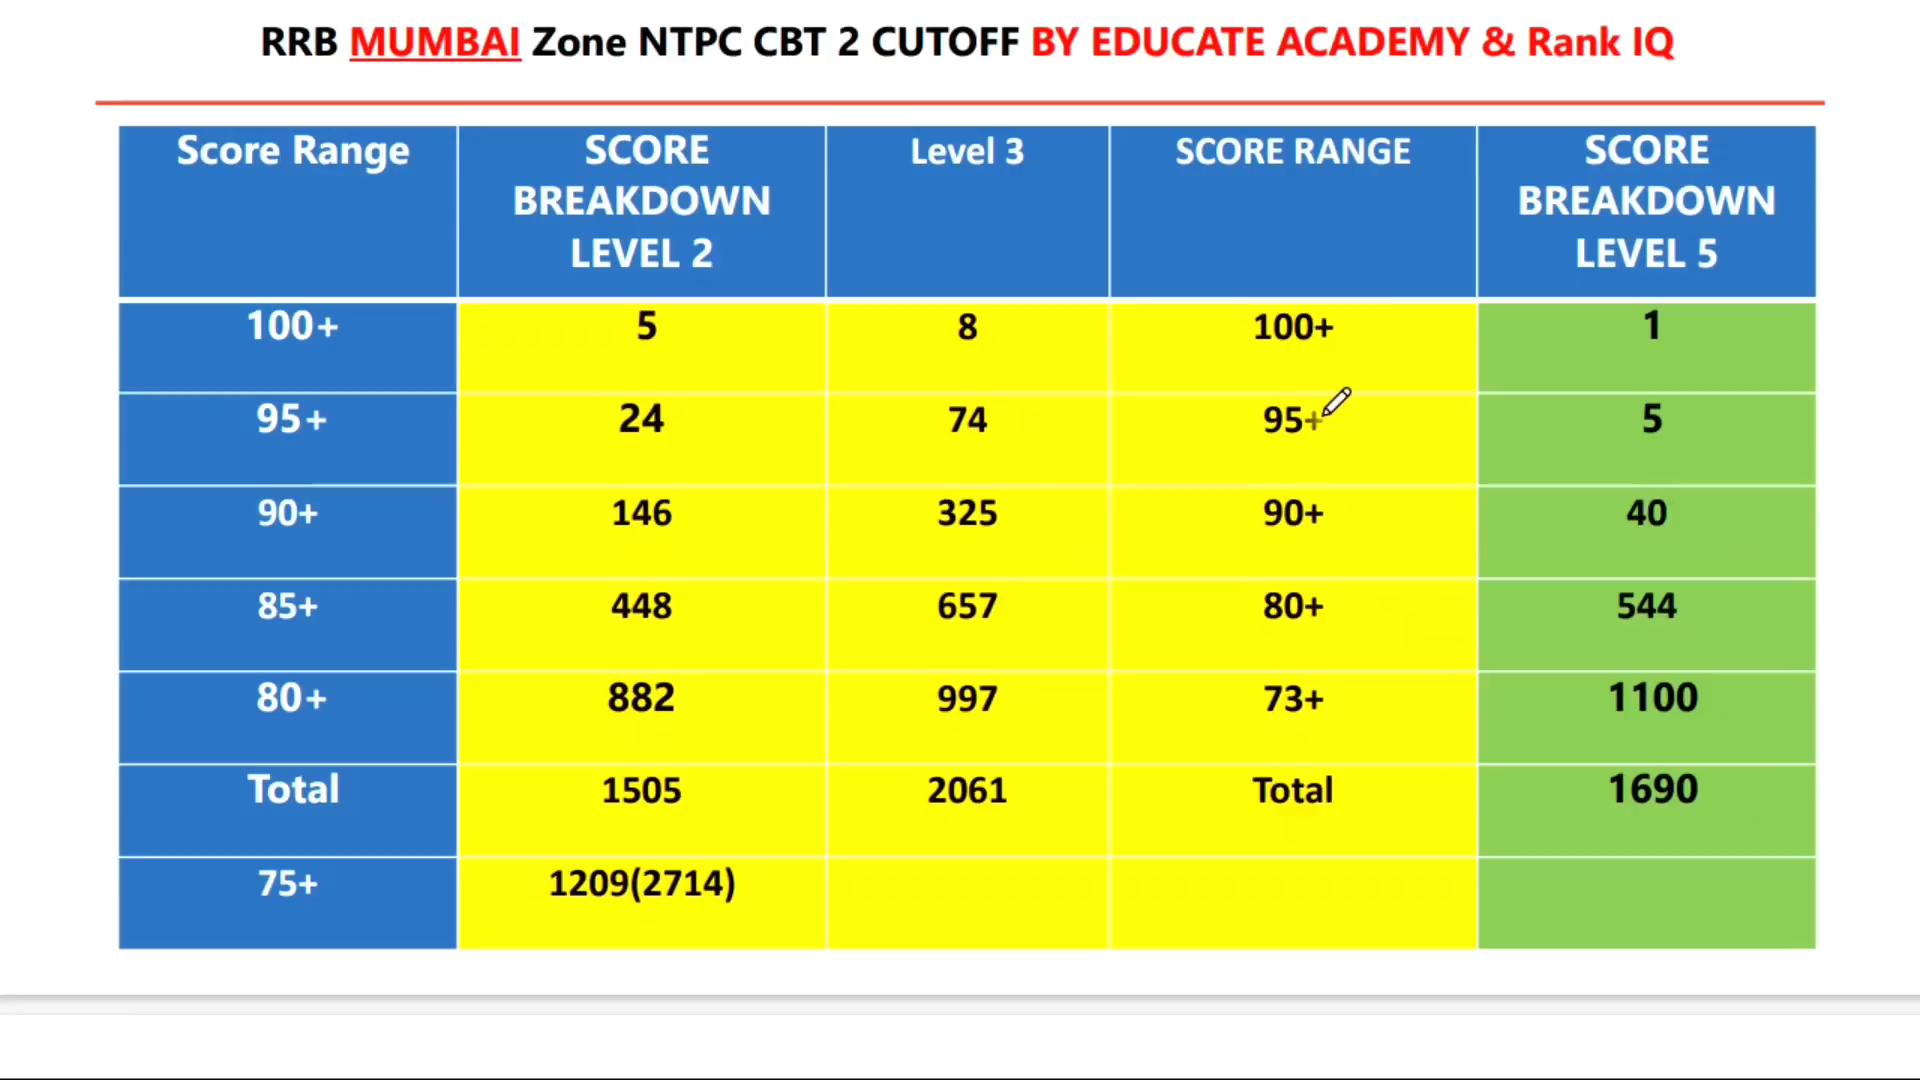 RRB MUMBAI Zone NTPC CBT 2 CUTOFF BY EDUCATE ACADEMY & Rank IQ
Score Range SCORE BREAKDOWN LEVEL 2 Level 3 SCORE RANGE SCORE BREAKDOWN LEVEL 5
100+ 5 8 100+ 1
95+ 24 74 95+ 5
90+ 146 325 90+ 40
85+ 448 657 80+ 544
80+ 882 997 73+ 1100
Total 1505 2061 Total 1690
75+ 1209(2714)